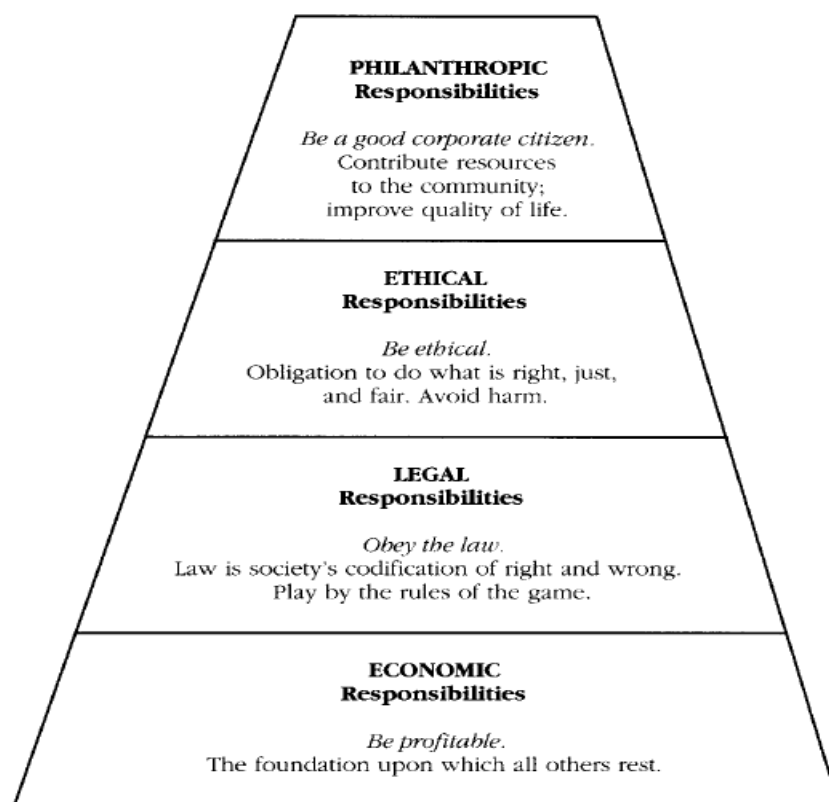 PHILANTHROPIC
Responsibilities
Be a good corporate citizen.
Contribute resources
to the community;
improve quality of life.
ETHICAL
Responsibilities
Be ethical.
Obligation to do what is right, just,
and fair. Avoid harm.
LEGAL
Responsibilities
Obey the law.
Law is society's codification of right and wrong.
Play by the rules of the game.
ECONOMIC
Responsibilities
Be profitable.
The foundation upon which all others rest.